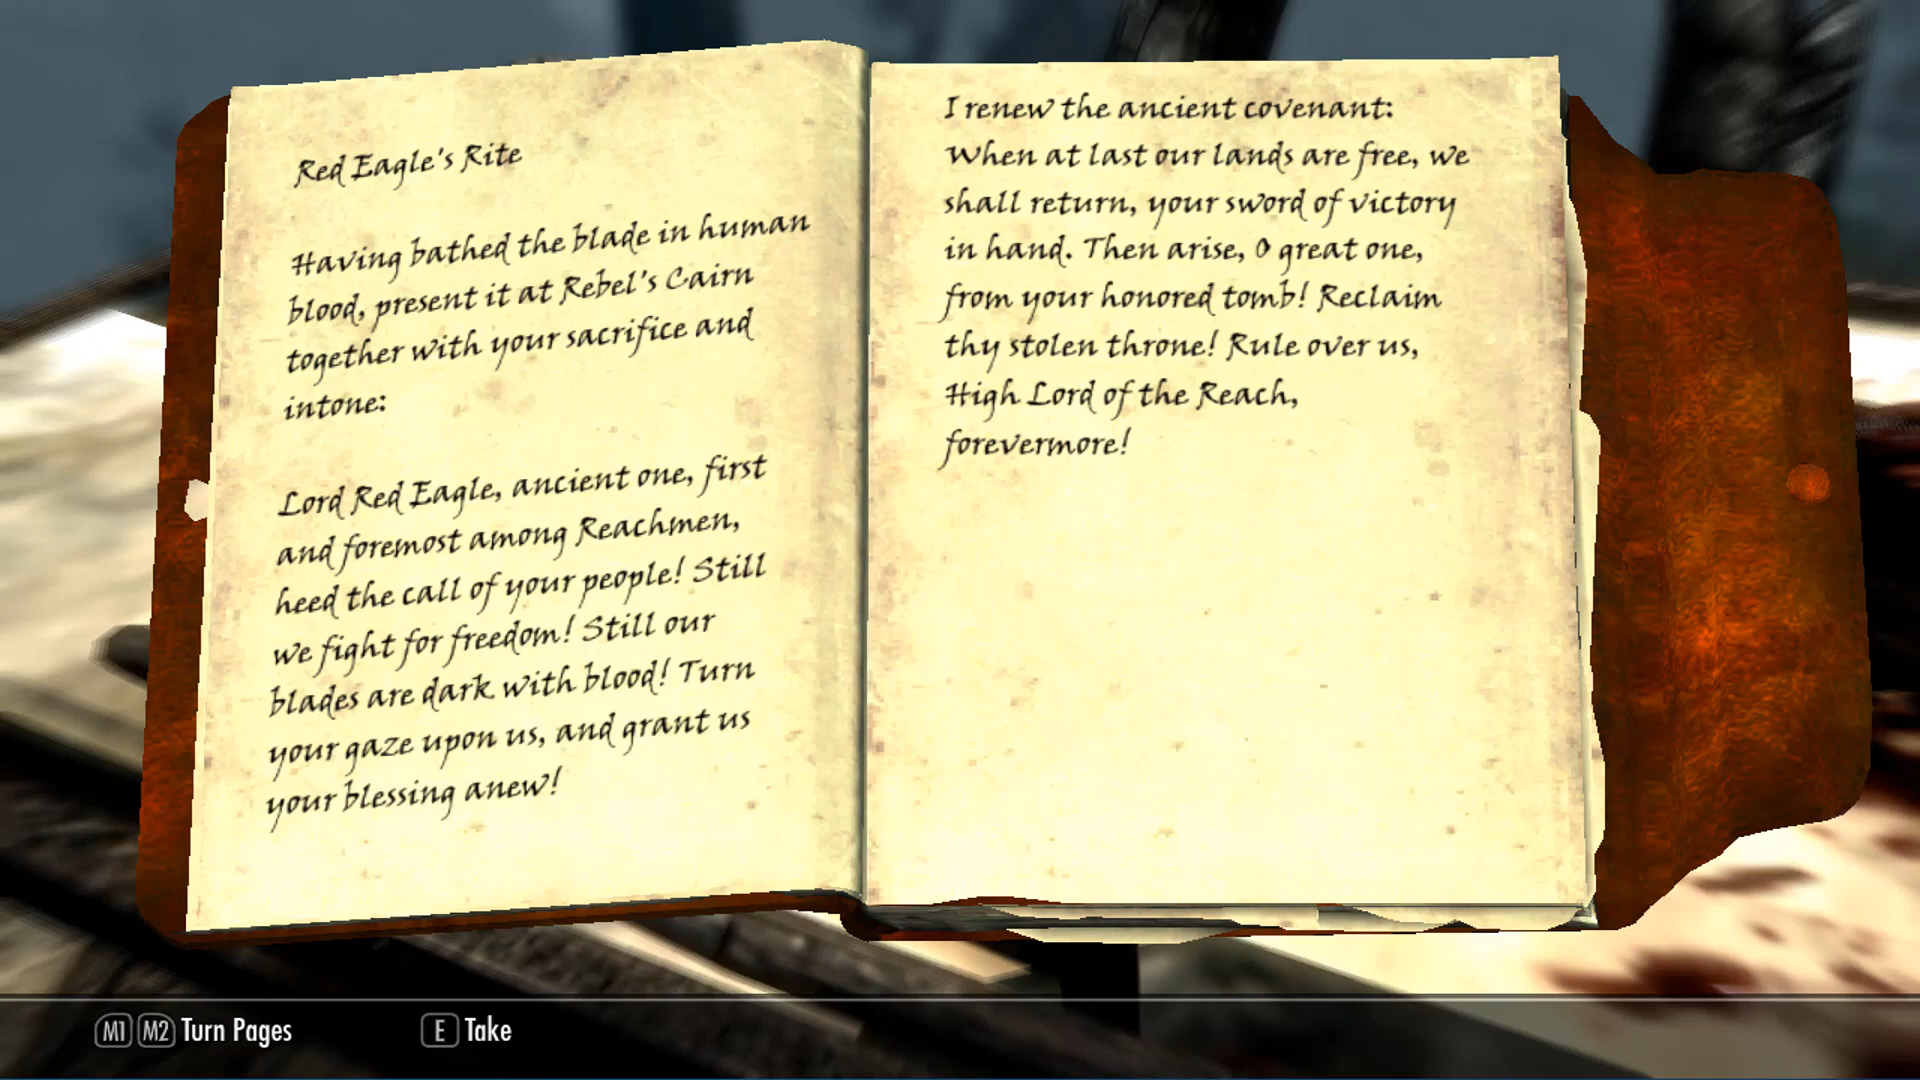 Red Eagle's Rite
Having bathed the blade in human
blood, present it at Rebel's Cairn
together with your sacrifice and
intone:
Lord Red Eagle, ancient one, first
and foremost among Reachmen,
heed the call of your people! Still
we fight for freedom! Still our
blades are dark with blood! Turn
your gaze upon us, and grant us
your blessing anew!
I renew the ancient covenant:
When at last our lands are free, we
shall return, your sword of victory
in hand. Then arise, O great one,
from your honored tomb! Reclaim
thy stolen throne! Rule over us,
High Lord of the Reach,
forevermore!
M1 M2 Turn Pages E Take